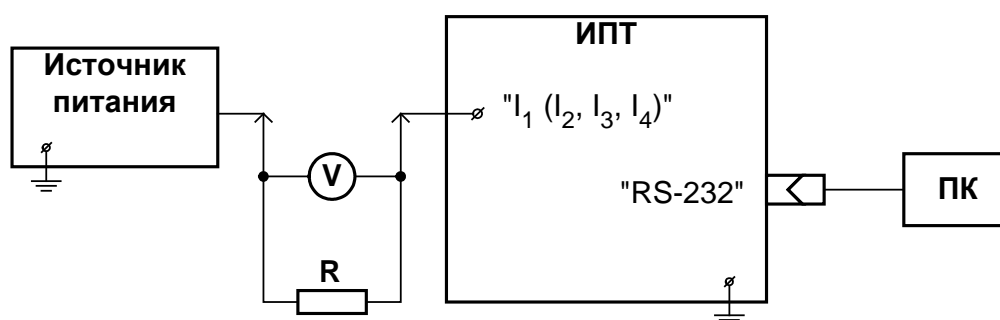 Источник
питания
ИПТ
"I₁ (I₂, I₃, I₄)"
V
"RS-232"
ПК
R